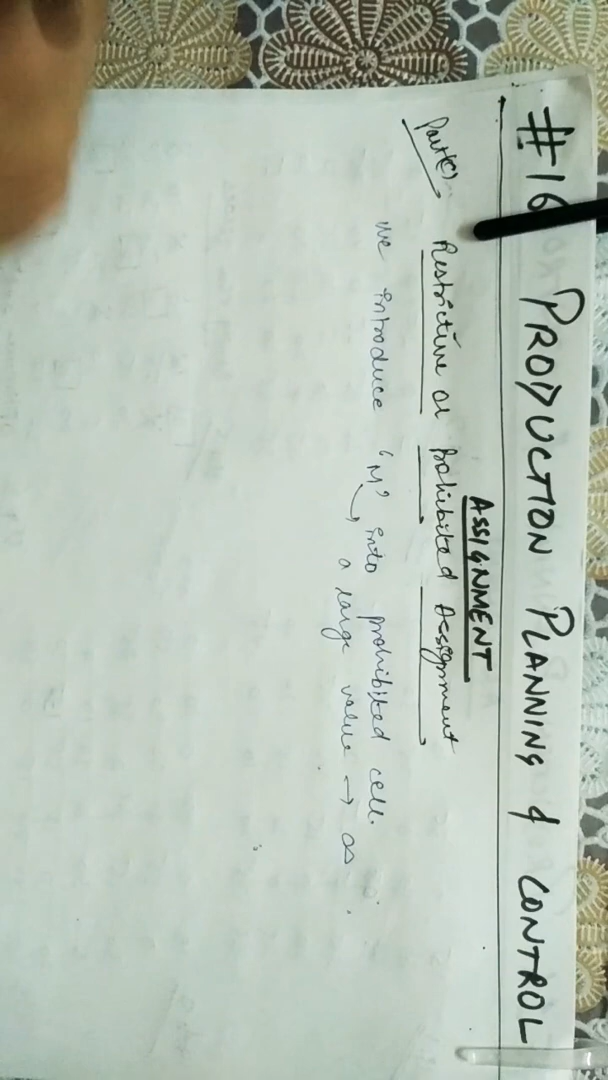 #16 PRODUCTION PLANNING & CONTROL
ASSIGNMENT
Part(C) Restrictive or Prohibited Assignment
we introduce 'M' into prohibited cell.
a large value → ∞